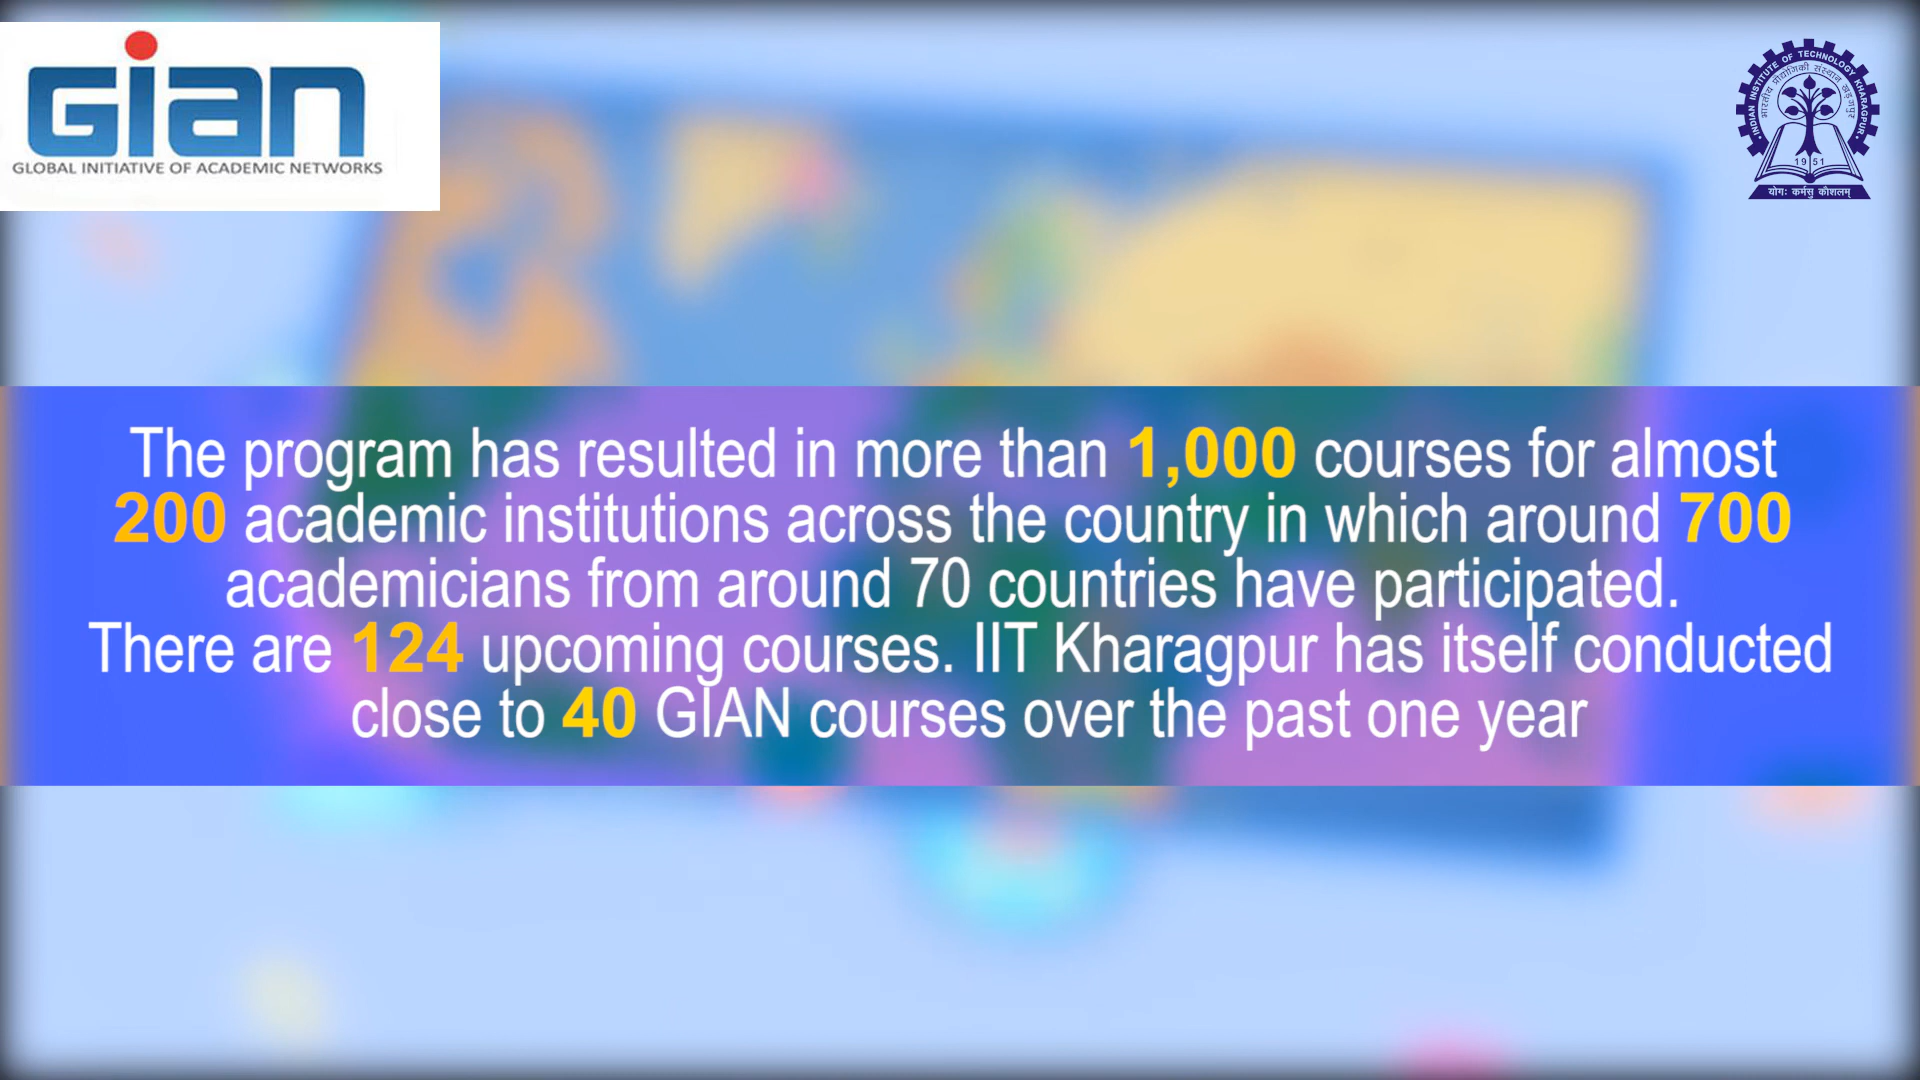 GIAN
GLOBAL INITIATIVE OF ACADEMIC NETWORKS
INDIAN INSTITUTE OF TECHNOLOGY KHARAGPUR
भारतीय प्रौद्योगिकी संस्थान खड़गपुर
1951
योगः कर्मसु कौशलम्
The program has resulted in more than 1,000 courses for almost
200 academic institutions across the country in which around 700
academicians from around 70 countries have participated.
There are 124 upcoming courses. IIT Kharagpur has itself conducted
close to 40 GIAN courses over the past one year